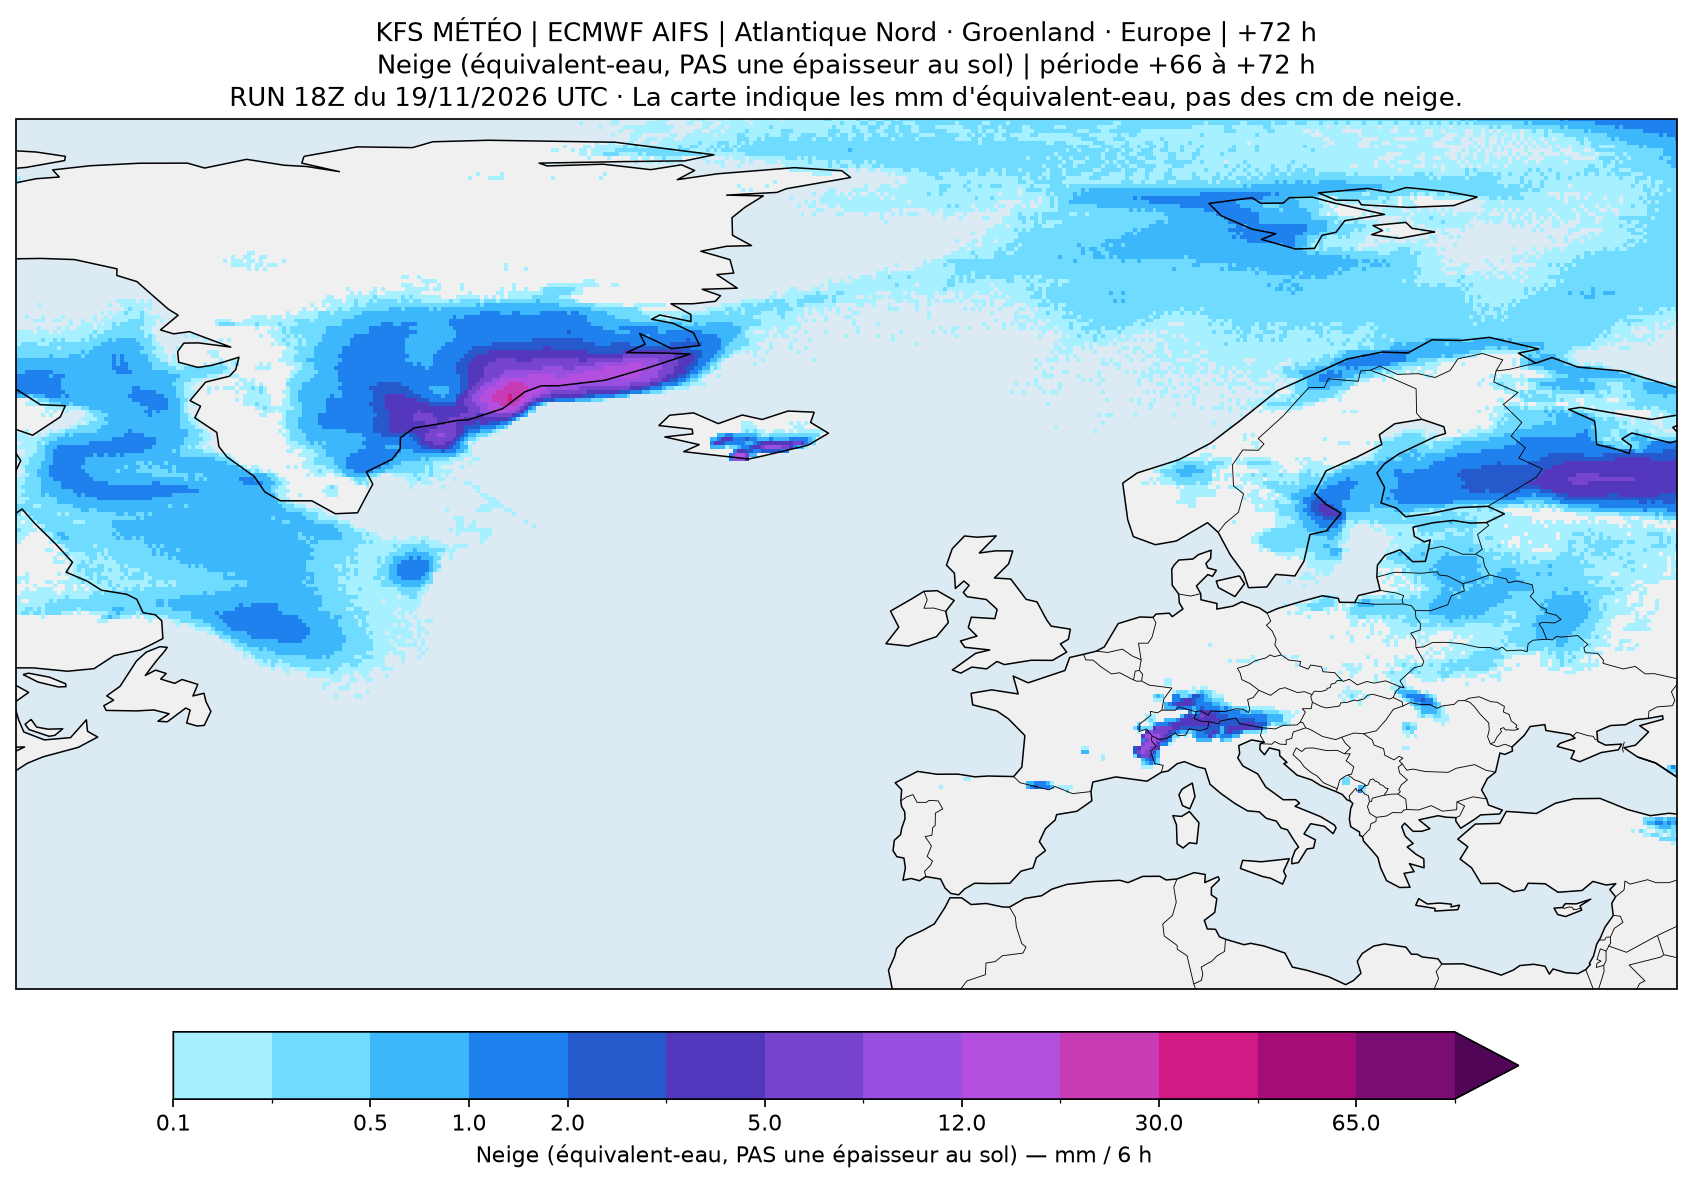 KFS MÉTÉO | ECMWF AIFS | Atlantique Nord · Groenland · Europe | +72 h
Neige (équivalent-eau, PAS une épaisseur au sol) | période +66 à +72 h
RUN 18Z du 19/11/2026 UTC · La carte indique les mm d'équivalent-eau, pas des cm de neige.
0.1 0.5 1.0 2.0 5.0 12.0 30.0 65.0
Neige (équivalent-eau, PAS une épaisseur au sol) — mm / 6 h